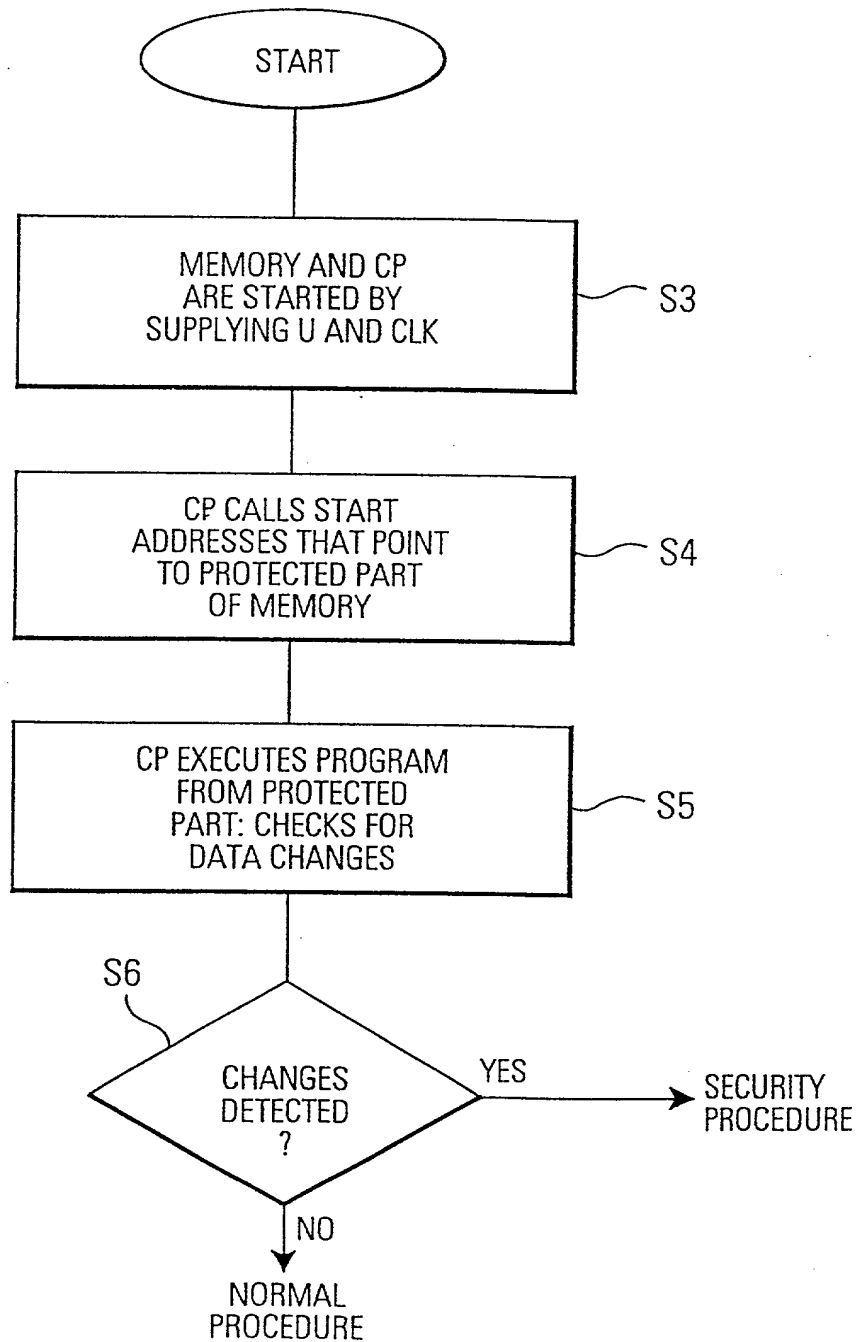 START
MEMORY AND CP
ARE STARTED BY
SUPPLYING U AND CLK
S3
CP CALLS START
ADDRESSES THAT POINT
TO PROTECTED PART
OF MEMORY
S4
CP EXECUTES PROGRAM
FROM PROTECTED
PART: CHECKS FOR
DATA CHANGES
S5
S6
CHANGES
DETECTED
?
YES
SECURITY
PROCEDURE
NO
NORMAL
PROCEDURE